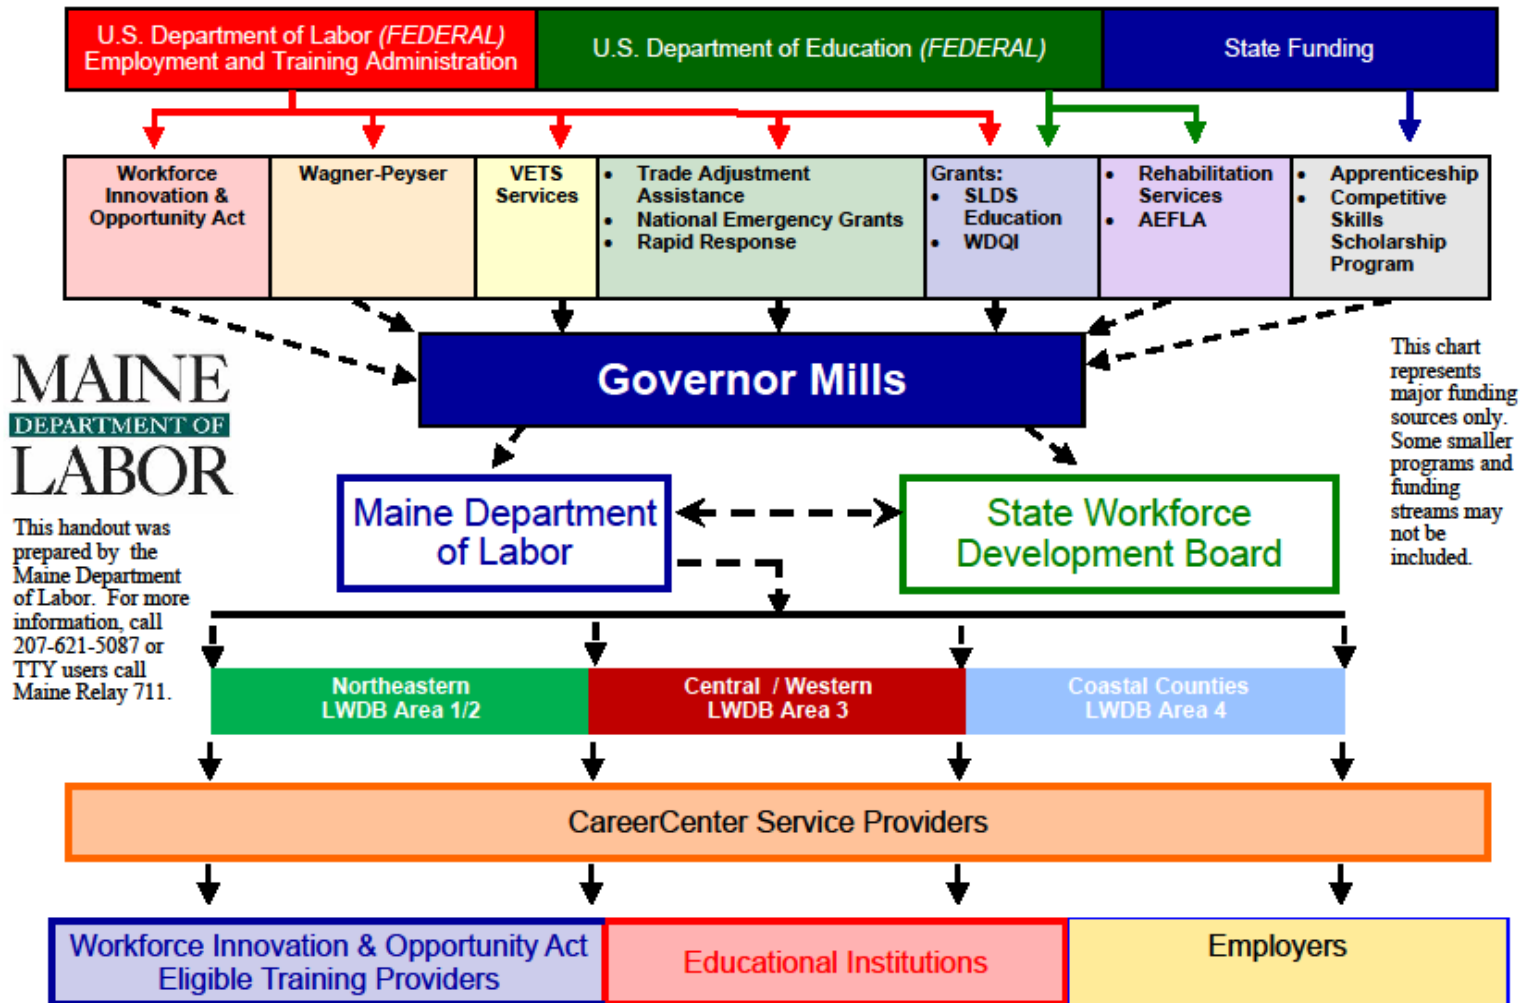 U.S. Department of Labor (FEDERAL)
Employment and Training Administration
U.S. Department of Education (FEDERAL)
State Funding
Workforce
Innovation &
Opportunity Act
Wagner-Peyser
VETS
Services
• Trade Adjustment
Assistance
• National Emergency Grants
• Rapid Response
Grants:
• SLDS
Education
• WDQI
• Rehabilitation
Services
• AEFLA
• Apprenticeship
• Competitive
Skills
Scholarship
Program
Governor Mills
MAINE
DEPARTMENT OF
LABOR
This handout was
prepared by the
Maine Department
of Labor. For more
information, call
207-621-5087 or
TTY users call
Maine Relay 711.
This chart
represents
major funding
sources only.
Some smaller
programs and
funding
streams may
not be
included.
Maine Department
of Labor
State Workforce
Development Board
Northeastern
LWDB Area 1/2
Central / Western
LWDB Area 3
Coastal Counties
LWDB Area 4
CareerCenter Service Providers
Workforce Innovation & Opportunity Act
Eligible Training Providers
Educational Institutions
Employers